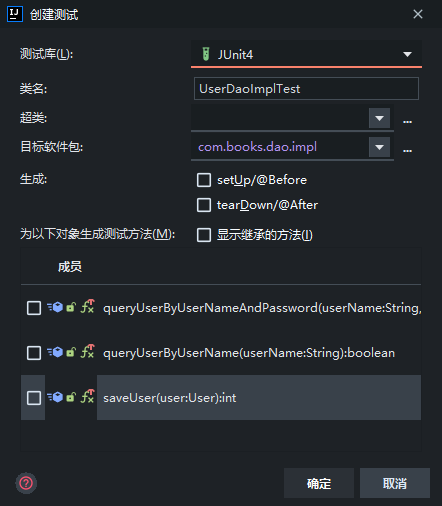 IJ 创建测试
测试库(L): JUnit4
类名: UserDaoImplTest
超类: ...
目标软件包: com.books.dao.impl ...
生成: setUp/@Before
tearDown/@After
为以下对象生成测试方法(M): 显示继承的方法(I)
成员
queryUserByUserNameAndPassword(userName:String,
queryUserByUserName(userName:String):boolean
saveUser(user:User):int
? 确定 取消